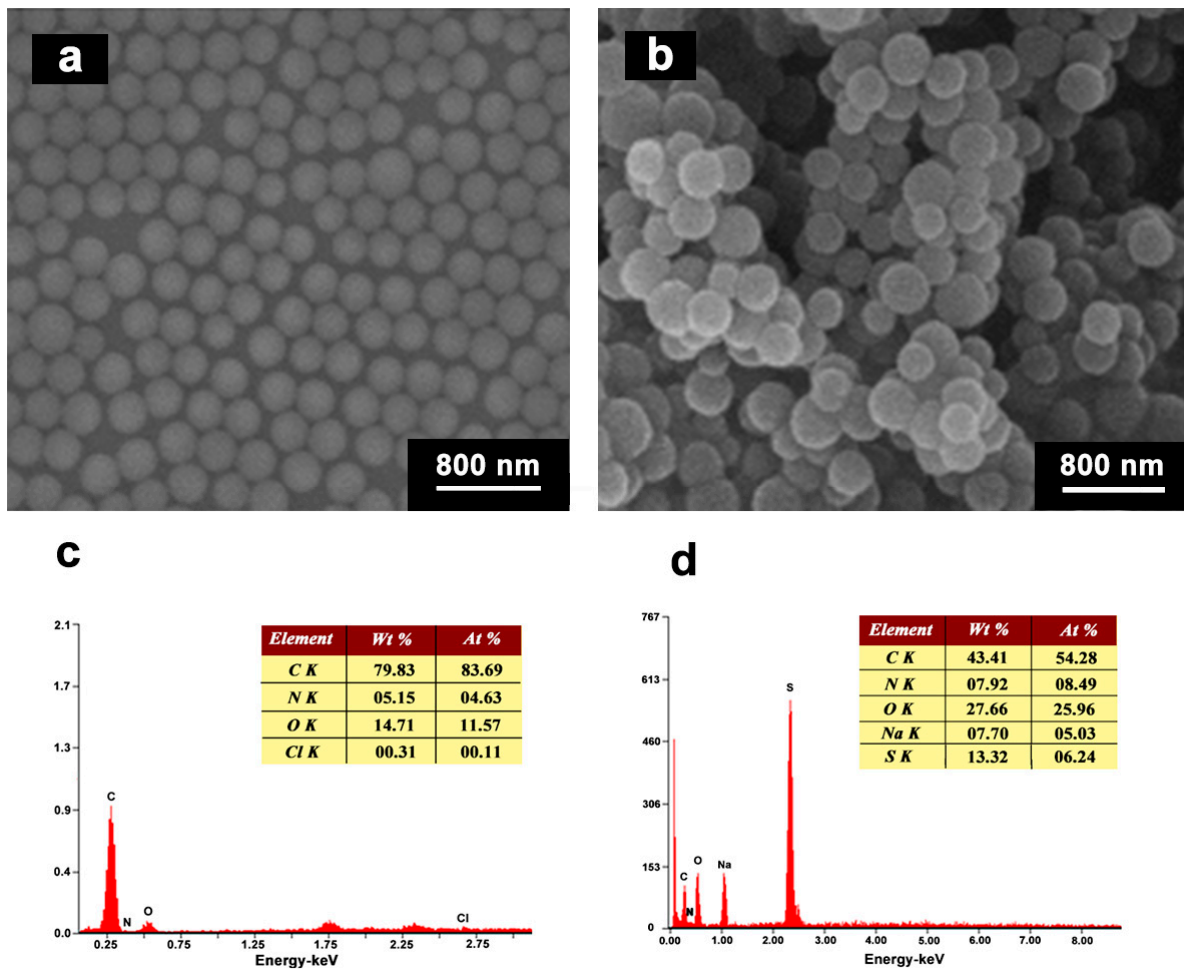 a
b
800 nm
800 nm
c
d
2.1
1.7
1.3
0.9
0.4
0.0
Element Wt % At %
C K 79.83 83.69
N K 05.15 04.63
O K 14.71 11.57
Cl K 00.31 00.11
C
N
O
Cl
0.25 0.75 1.25 1.75 2.25 2.75
Energy-keV
767
613
460
306
153
0
Element Wt % At %
C K 43.41 54.28
N K 07.92 08.49
O K 27.66 25.96
Na K 07.70 05.03
S K 13.32 06.24
S
C
N
O
Na
0.00 1.00 2.00 3.00 4.00 5.00 6.00 7.00 8.00
Energy-keV